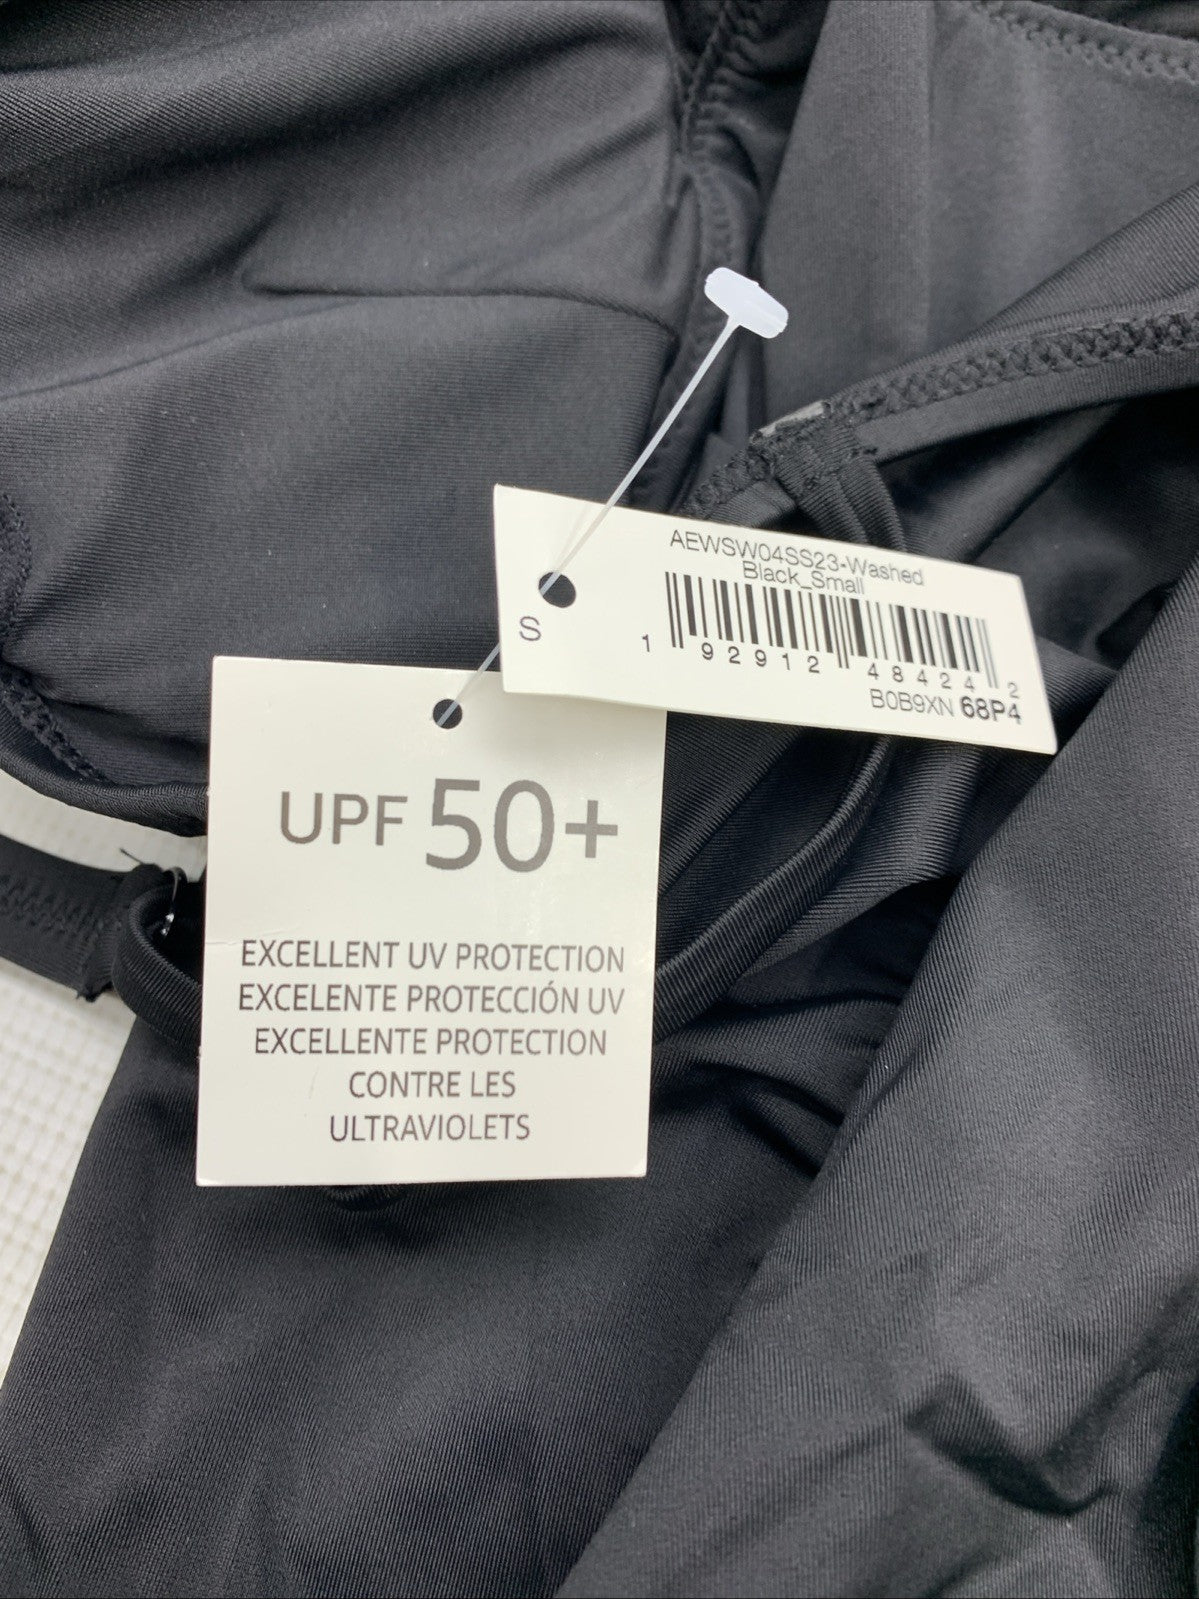 AEWSW04SS23-Washed
Black_Small
S
1 92912 48424 2
B0B9XN 68P4
UPF 50+
EXCELLENT UV PROTECTION
EXCELENTE PROTECCIÓN UV
EXCELLENTE PROTECTION
CONTRE LES
ULTRAVIOLETS